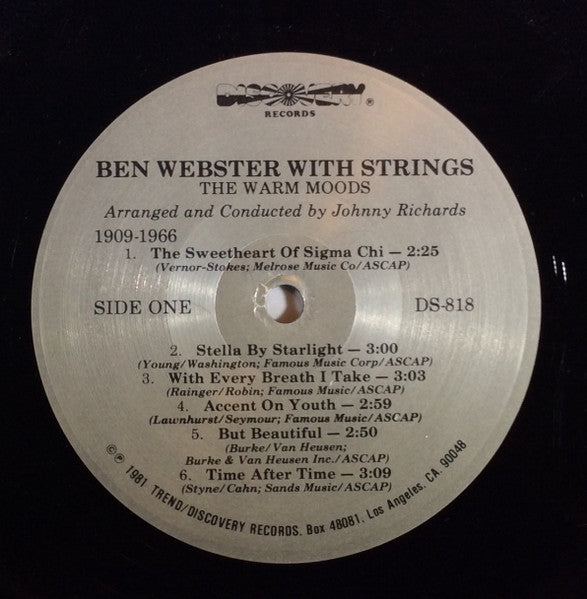 DISCOVERY®
RECORDS
BEN WEBSTER WITH STRINGS
THE WARM MOODS
Arranged and Conducted by Johnny Richards
1909-1966
1. The Sweetheart Of Sigma Chi — 2:25
(Vernor-Stokes; Melrose Music Co/ASCAP)
SIDE ONE DS-818
2. Stella By Starlight — 3:00
(Young/Washington; Famous Music Corp/ASCAP)
3. With Every Breath I Take — 3:03
(Rainger/Robin; Famous Music/ASCAP)
4. Accent On Youth — 2:59
(Lawnhurst/Seymour; Famous Music/ASCAP)
5. But Beautiful — 2:50
(Burke/Van Heusen;
Burke & Van Heusen Inc./ASCAP)
6. Time After Time — 3:09
(Styne/Cahn; Sands Music/ASCAP)
©℗ 1981 TREND/DISCOVERY RECORDS. Box 48081. Los Angeles. CA. 90048